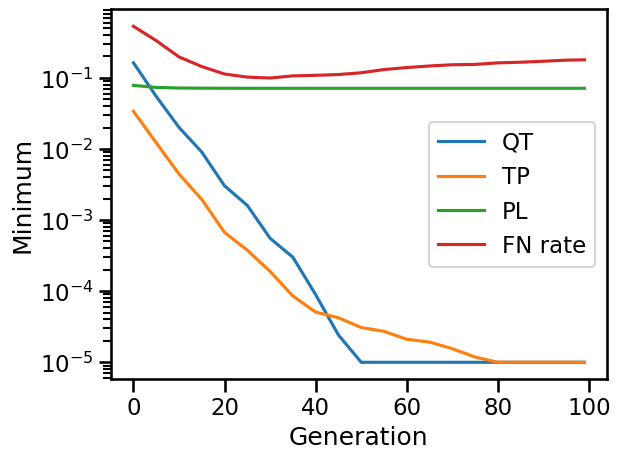 10⁻¹
10⁻²
10⁻³
10⁻⁴
10⁻⁵
Minimum
QT
TP
PL
FN rate
0 20 40 60 80 100
Generation